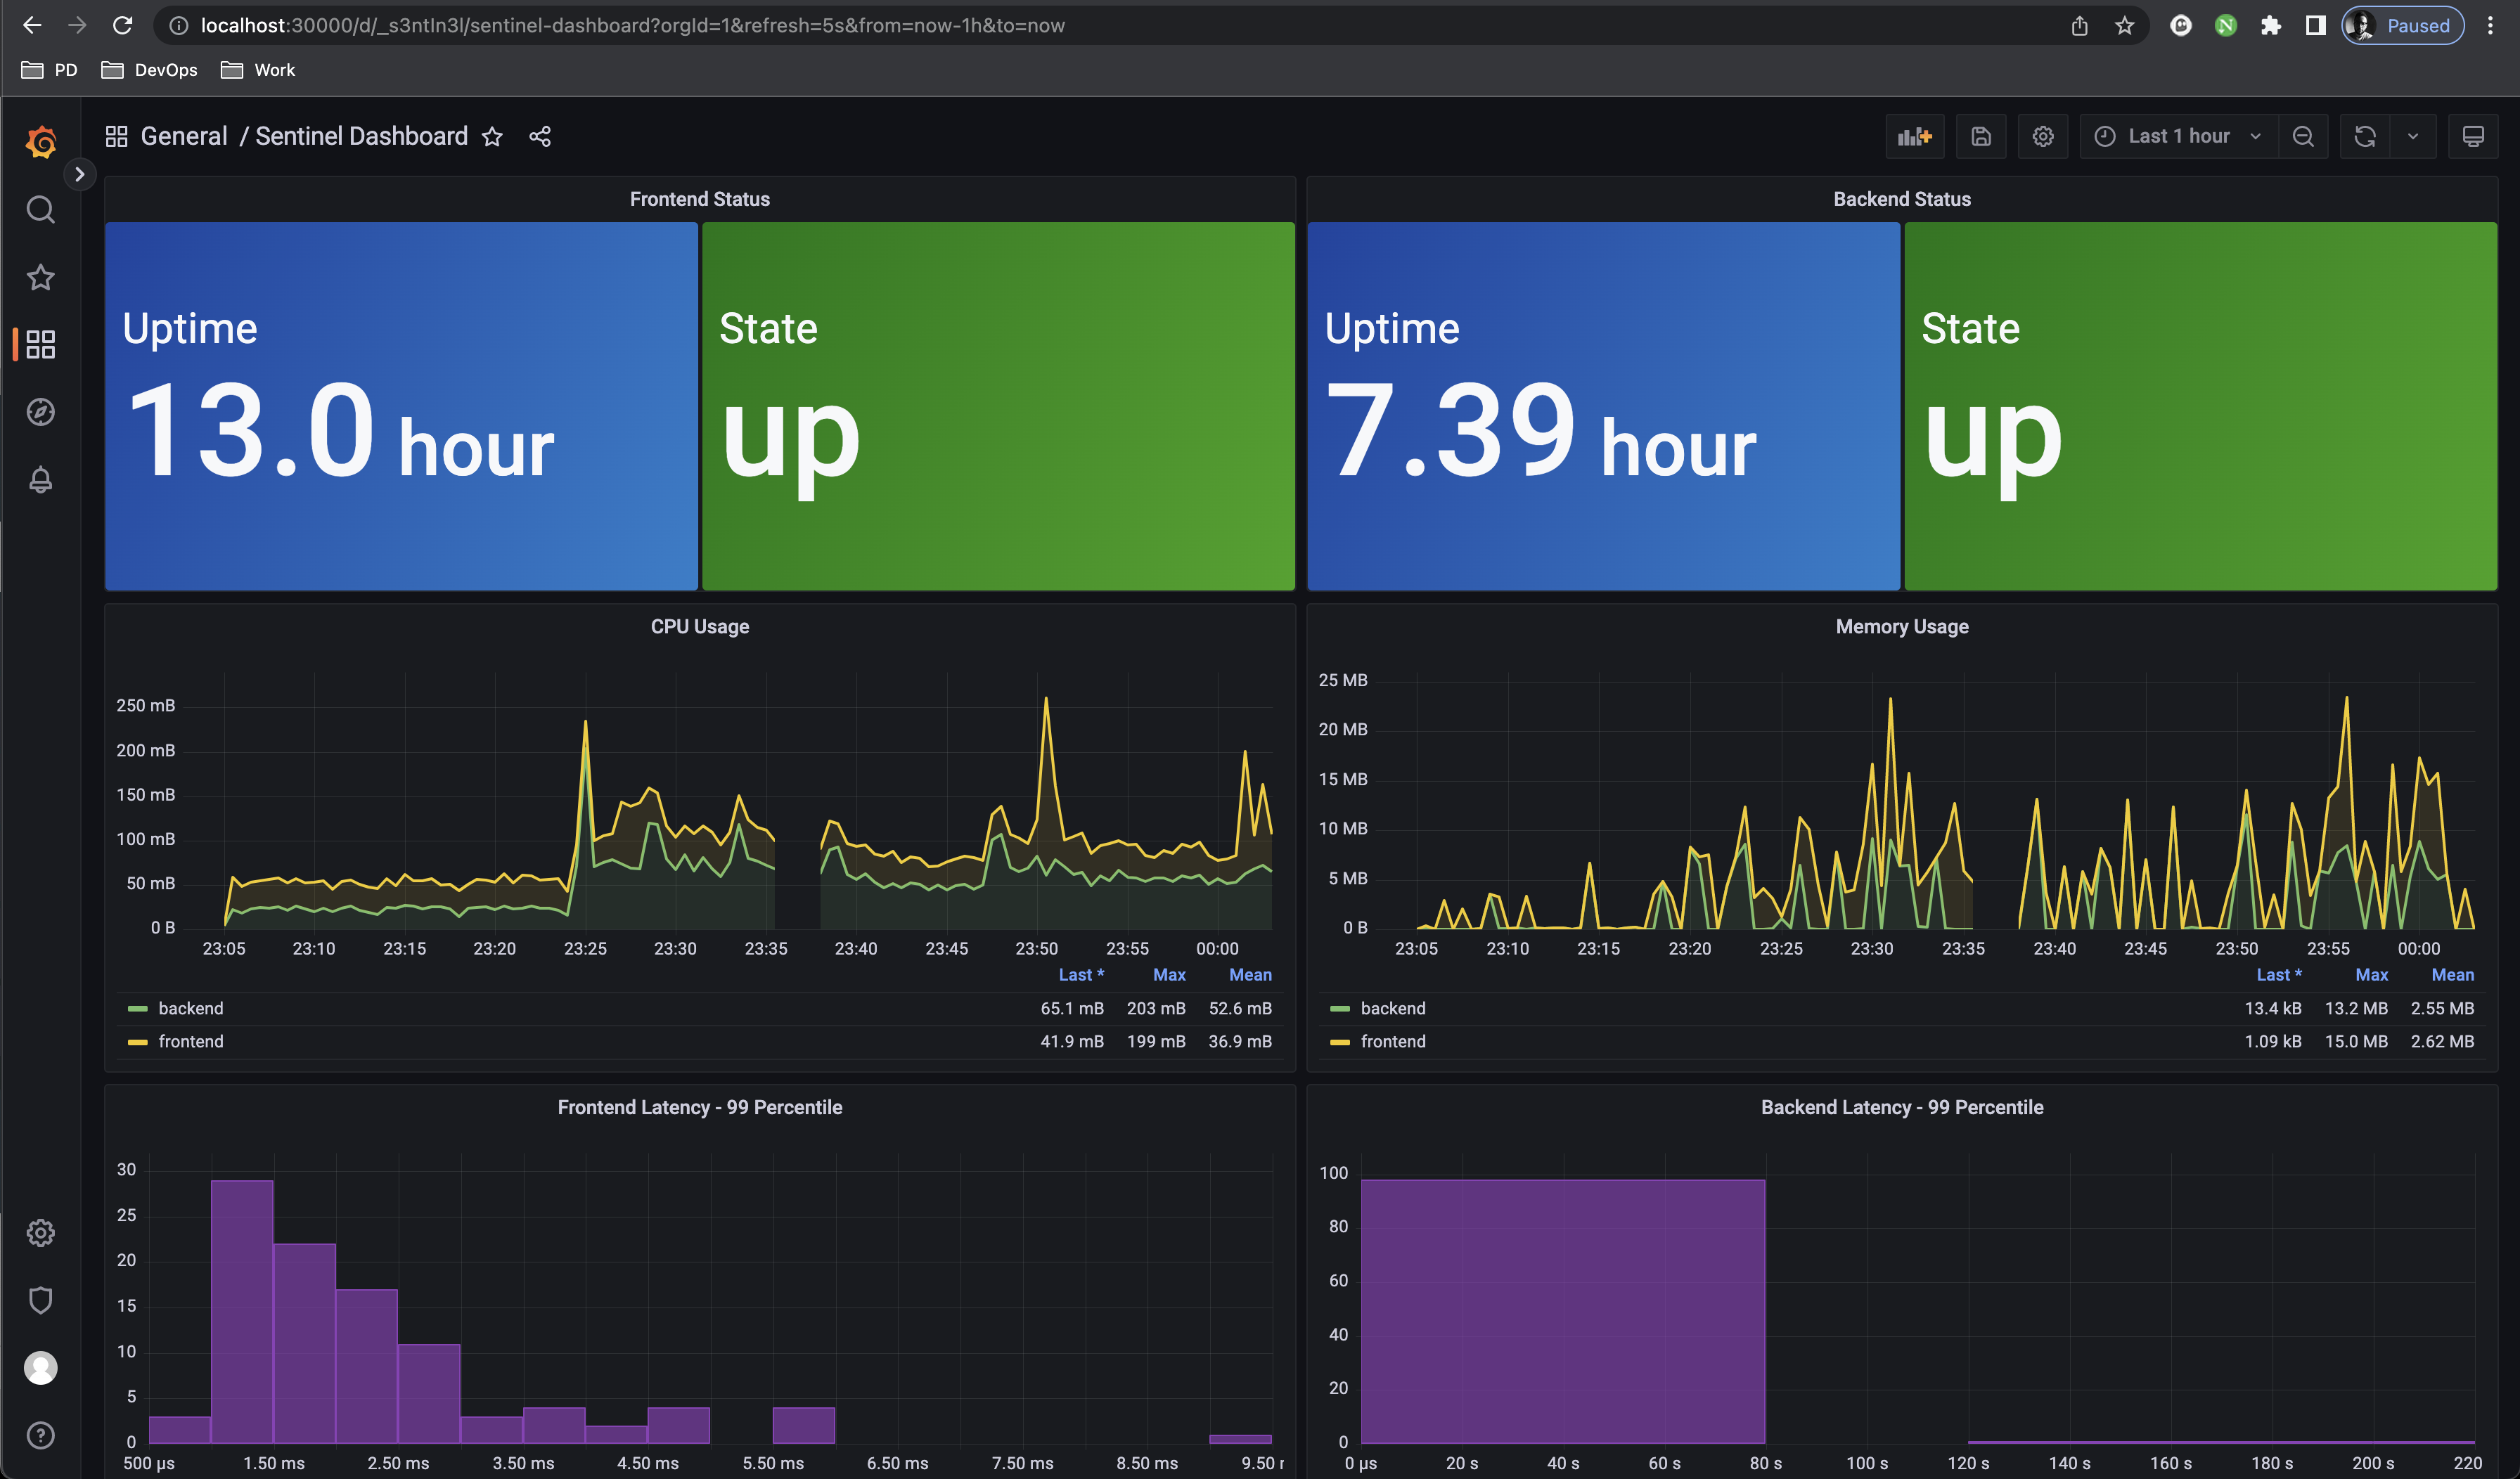 localhost:30000/d/_s3ntIn3l/sentinel-dashboard?orgId=1&refresh=5s&from=now-1h&to=now
Paused
PD DevOps Work
General / Sentinel Dashboard
Last 1 hour
Frontend Status
Uptime
13.0 hour
State
up
Backend Status
Uptime
7.39 hour
State
up
CPU Usage
250 mB
200 mB
150 mB
100 mB
50 mB
0 B
23:05 23:10 23:15 23:20 23:25 23:30 23:35 23:40 23:45 23:50 23:55 00:00
Last * Max Mean
backend 65.1 mB 203 mB 52.6 mB
frontend 41.9 mB 199 mB 36.9 mB
Memory Usage
25 MB
20 MB
15 MB
10 MB
5 MB
0 B
23:05 23:10 23:15 23:20 23:25 23:30 23:35 23:40 23:45 23:50 23:55 00:00
Last * Max Mean
backend 13.4 kB 13.2 MB 2.55 MB
frontend 1.09 kB 15.0 MB 2.62 MB
Frontend Latency - 99 Percentile
30
25
20
15
10
5
0
500 µs 1.50 ms 2.50 ms 3.50 ms 4.50 ms 5.50 ms 6.50 ms 7.50 ms 8.50 ms 9.50
Backend Latency - 99 Percentile
100
80
60
40
20
0
0 µs 20 s 40 s 60 s 80 s 100 s 120 s 140 s 160 s 180 s 200 s 220